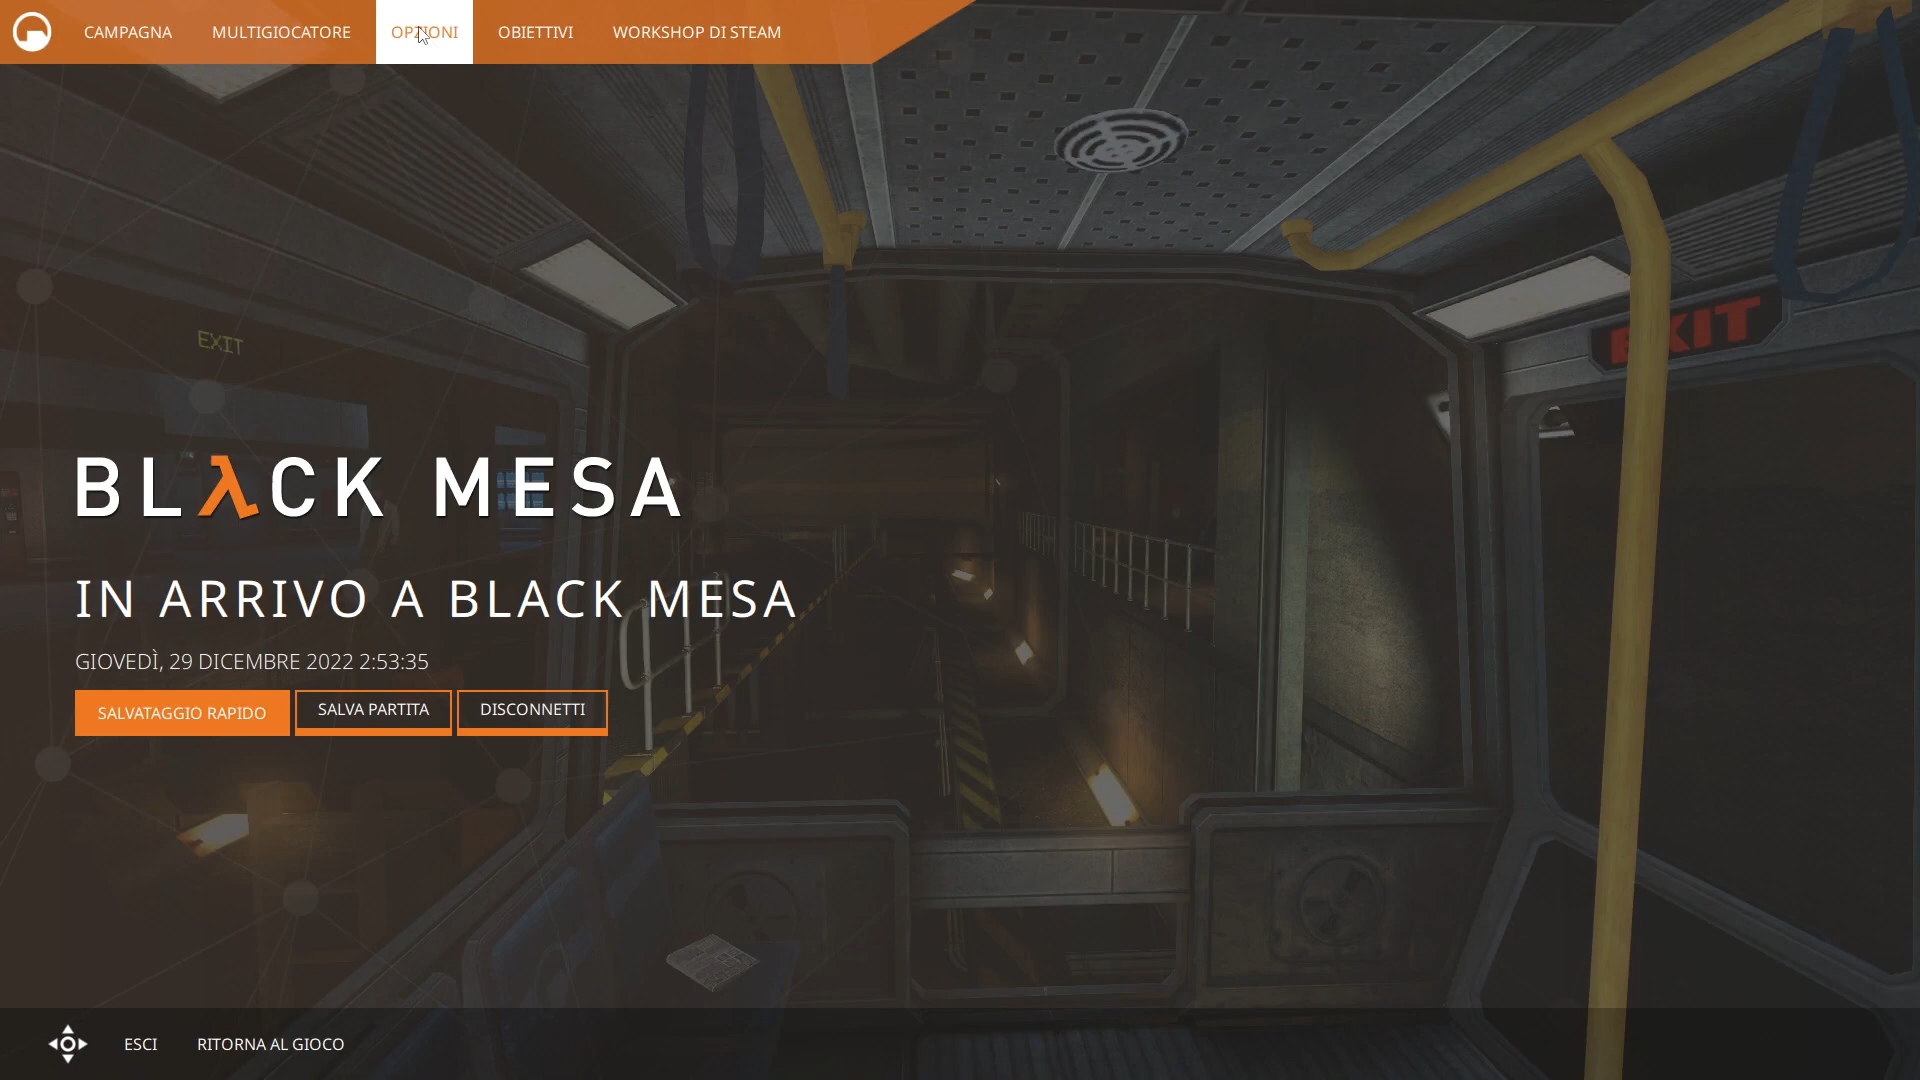 CAMPAGNA MULTIGIOCATORE OPZIONI OBIETTIVI WORKSHOP DI STEAM
EXIT
EXIT
BLλCK MESA
IN ARRIVO A BLACK MESA
GIOVEDÌ, 29 DICEMBRE 2022 2:53:35
SALVATAGGIO RAPIDO SALVA PARTITA DISCONNETTI
ESCI RITORNA AL GIOCO